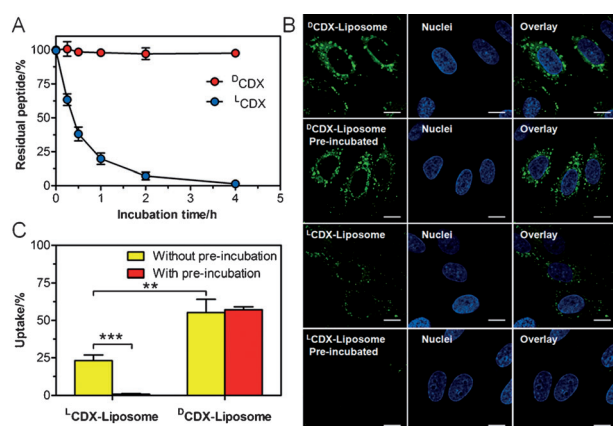 A
100
75
50
25
0
Residual peptide/%
ᴰCDX
ᴸCDX
0 1 2 3 4 5
Incubation time/h
B
ᴰCDX-Liposome Nuclei Overlay
ᴰCDX-Liposome Nuclei Overlay
Pre-incubated
ᴸCDX-Liposome Nuclei Overlay
ᴸCDX-Liposome Nuclei Overlay
Pre-incubated
C
100
75
50
25
0
Uptake/%
Without pre-incubation
With pre-incubation
**
***
ᴸCDX-Liposome ᴰCDX-Liposome